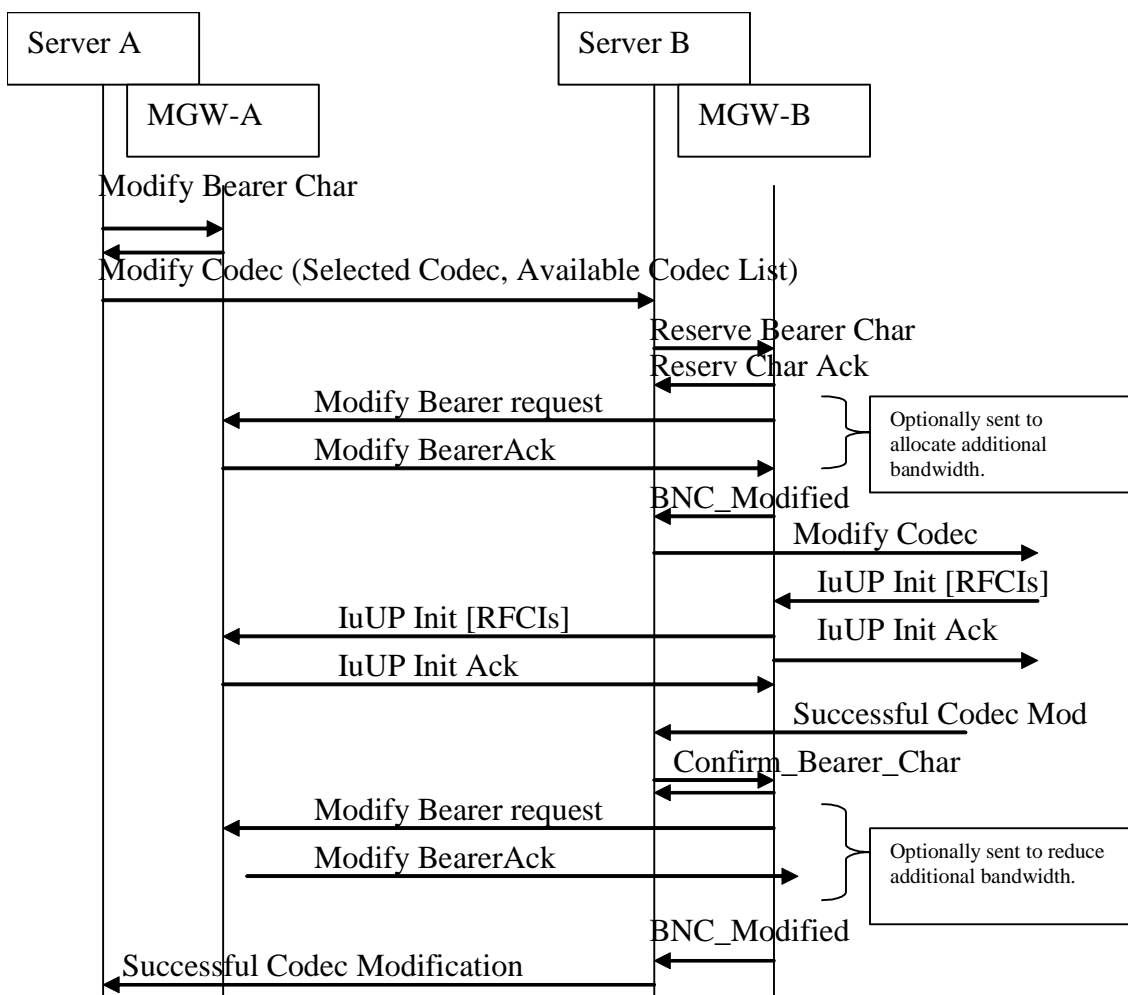 Server A
Server B
MGW-A
MGW-B
Modify Bearer Char
Modify Codec (Selected Codec, Available Codec List)
Reserve Bearer Char
Reserv Char Ack
Modify Bearer request
Optionally sent to
allocate additional
bandwidth.
Modify BearerAck
BNC_Modified
Modify Codec
IuUP Init [RFCIs]
IuUP Init [RFCIs]
IuUP Init Ack
IuUP Init Ack
Successful Codec Mod
Confirm_Bearer_Char
Modify Bearer request
Modify BearerAck
Optionally sent to reduce
additional bandwidth.
BNC_Modified
Successful Codec Modification